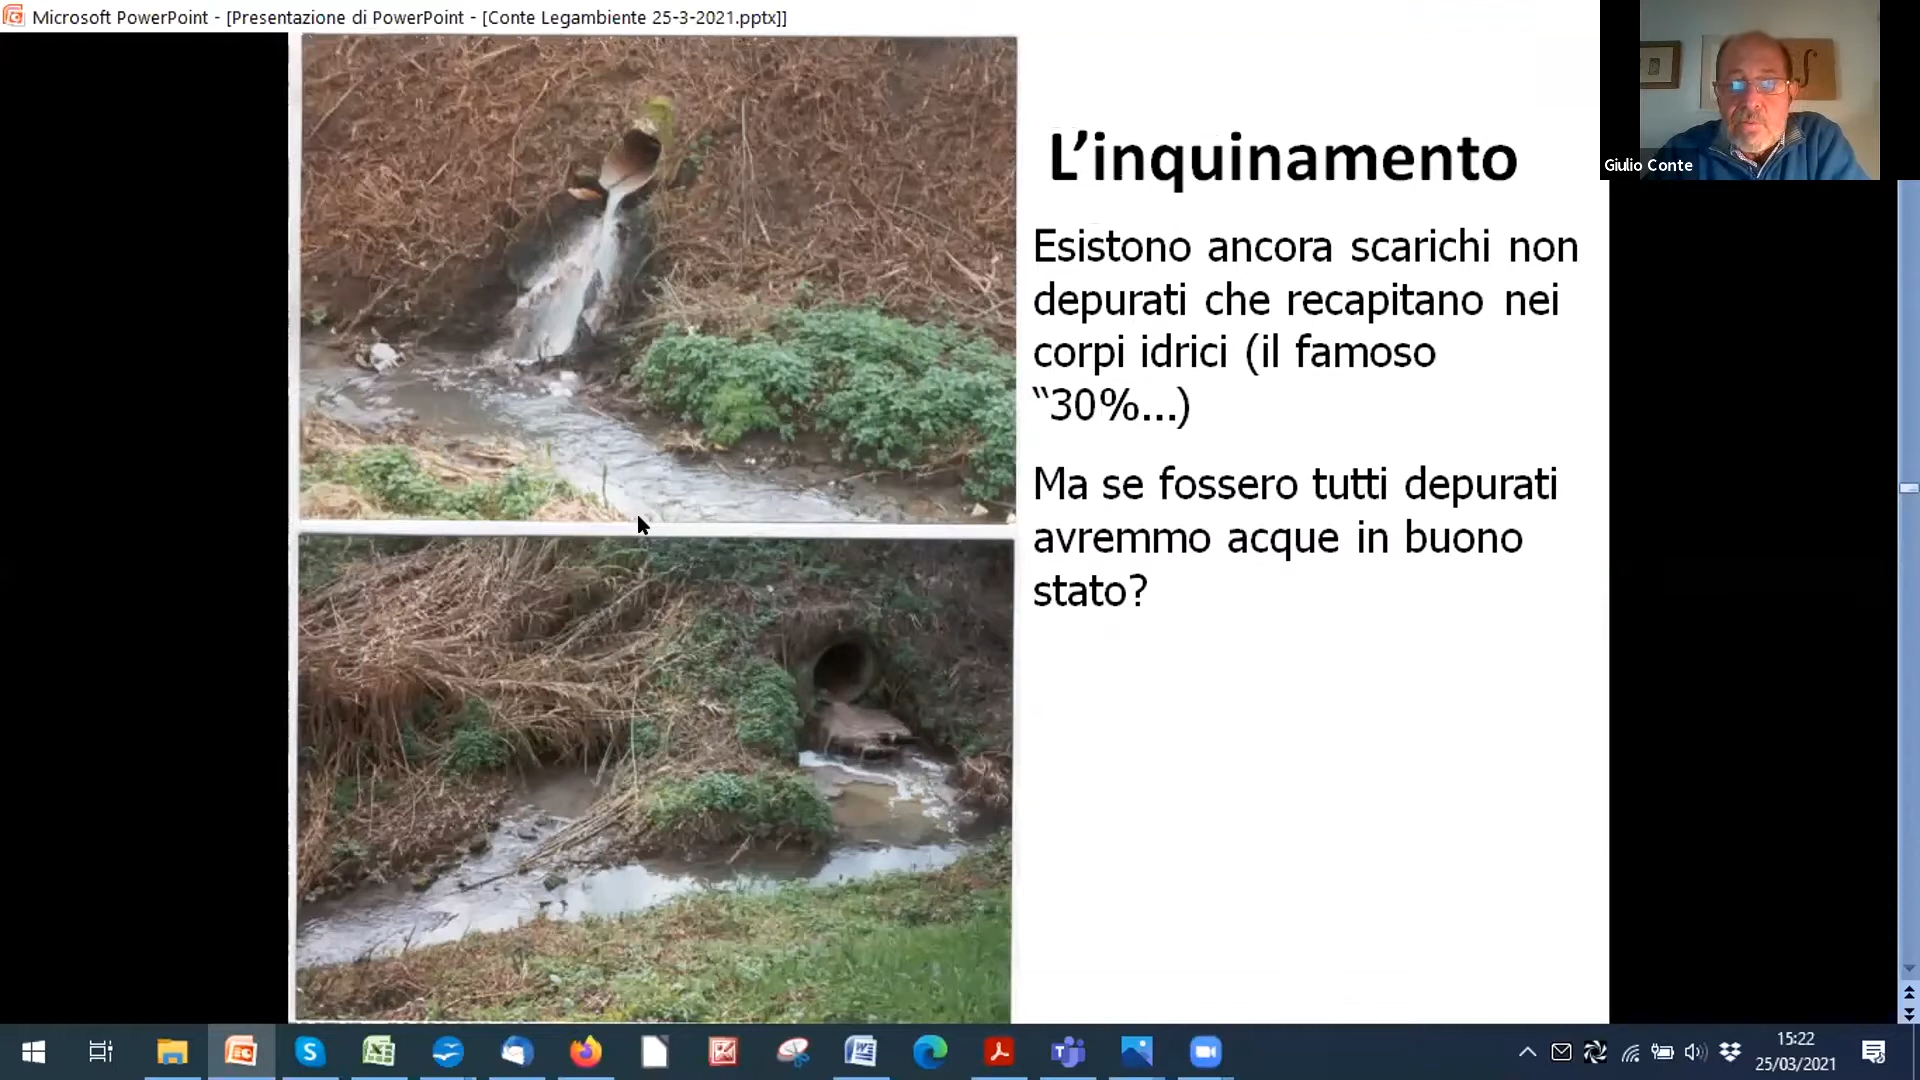 Microsoft PowerPoint - [Presentazione di PowerPoint - [Conte Legambiente 25-3-2021.pptx]]
L’inquinamento
Esistono ancora scarichi non
depurati che recapitano nei
corpi idrici (il famoso
“30%...)
Ma se fossero tutti depurati
avremmo acque in buono
stato?
Giulio Conte
15:22
25/03/2021